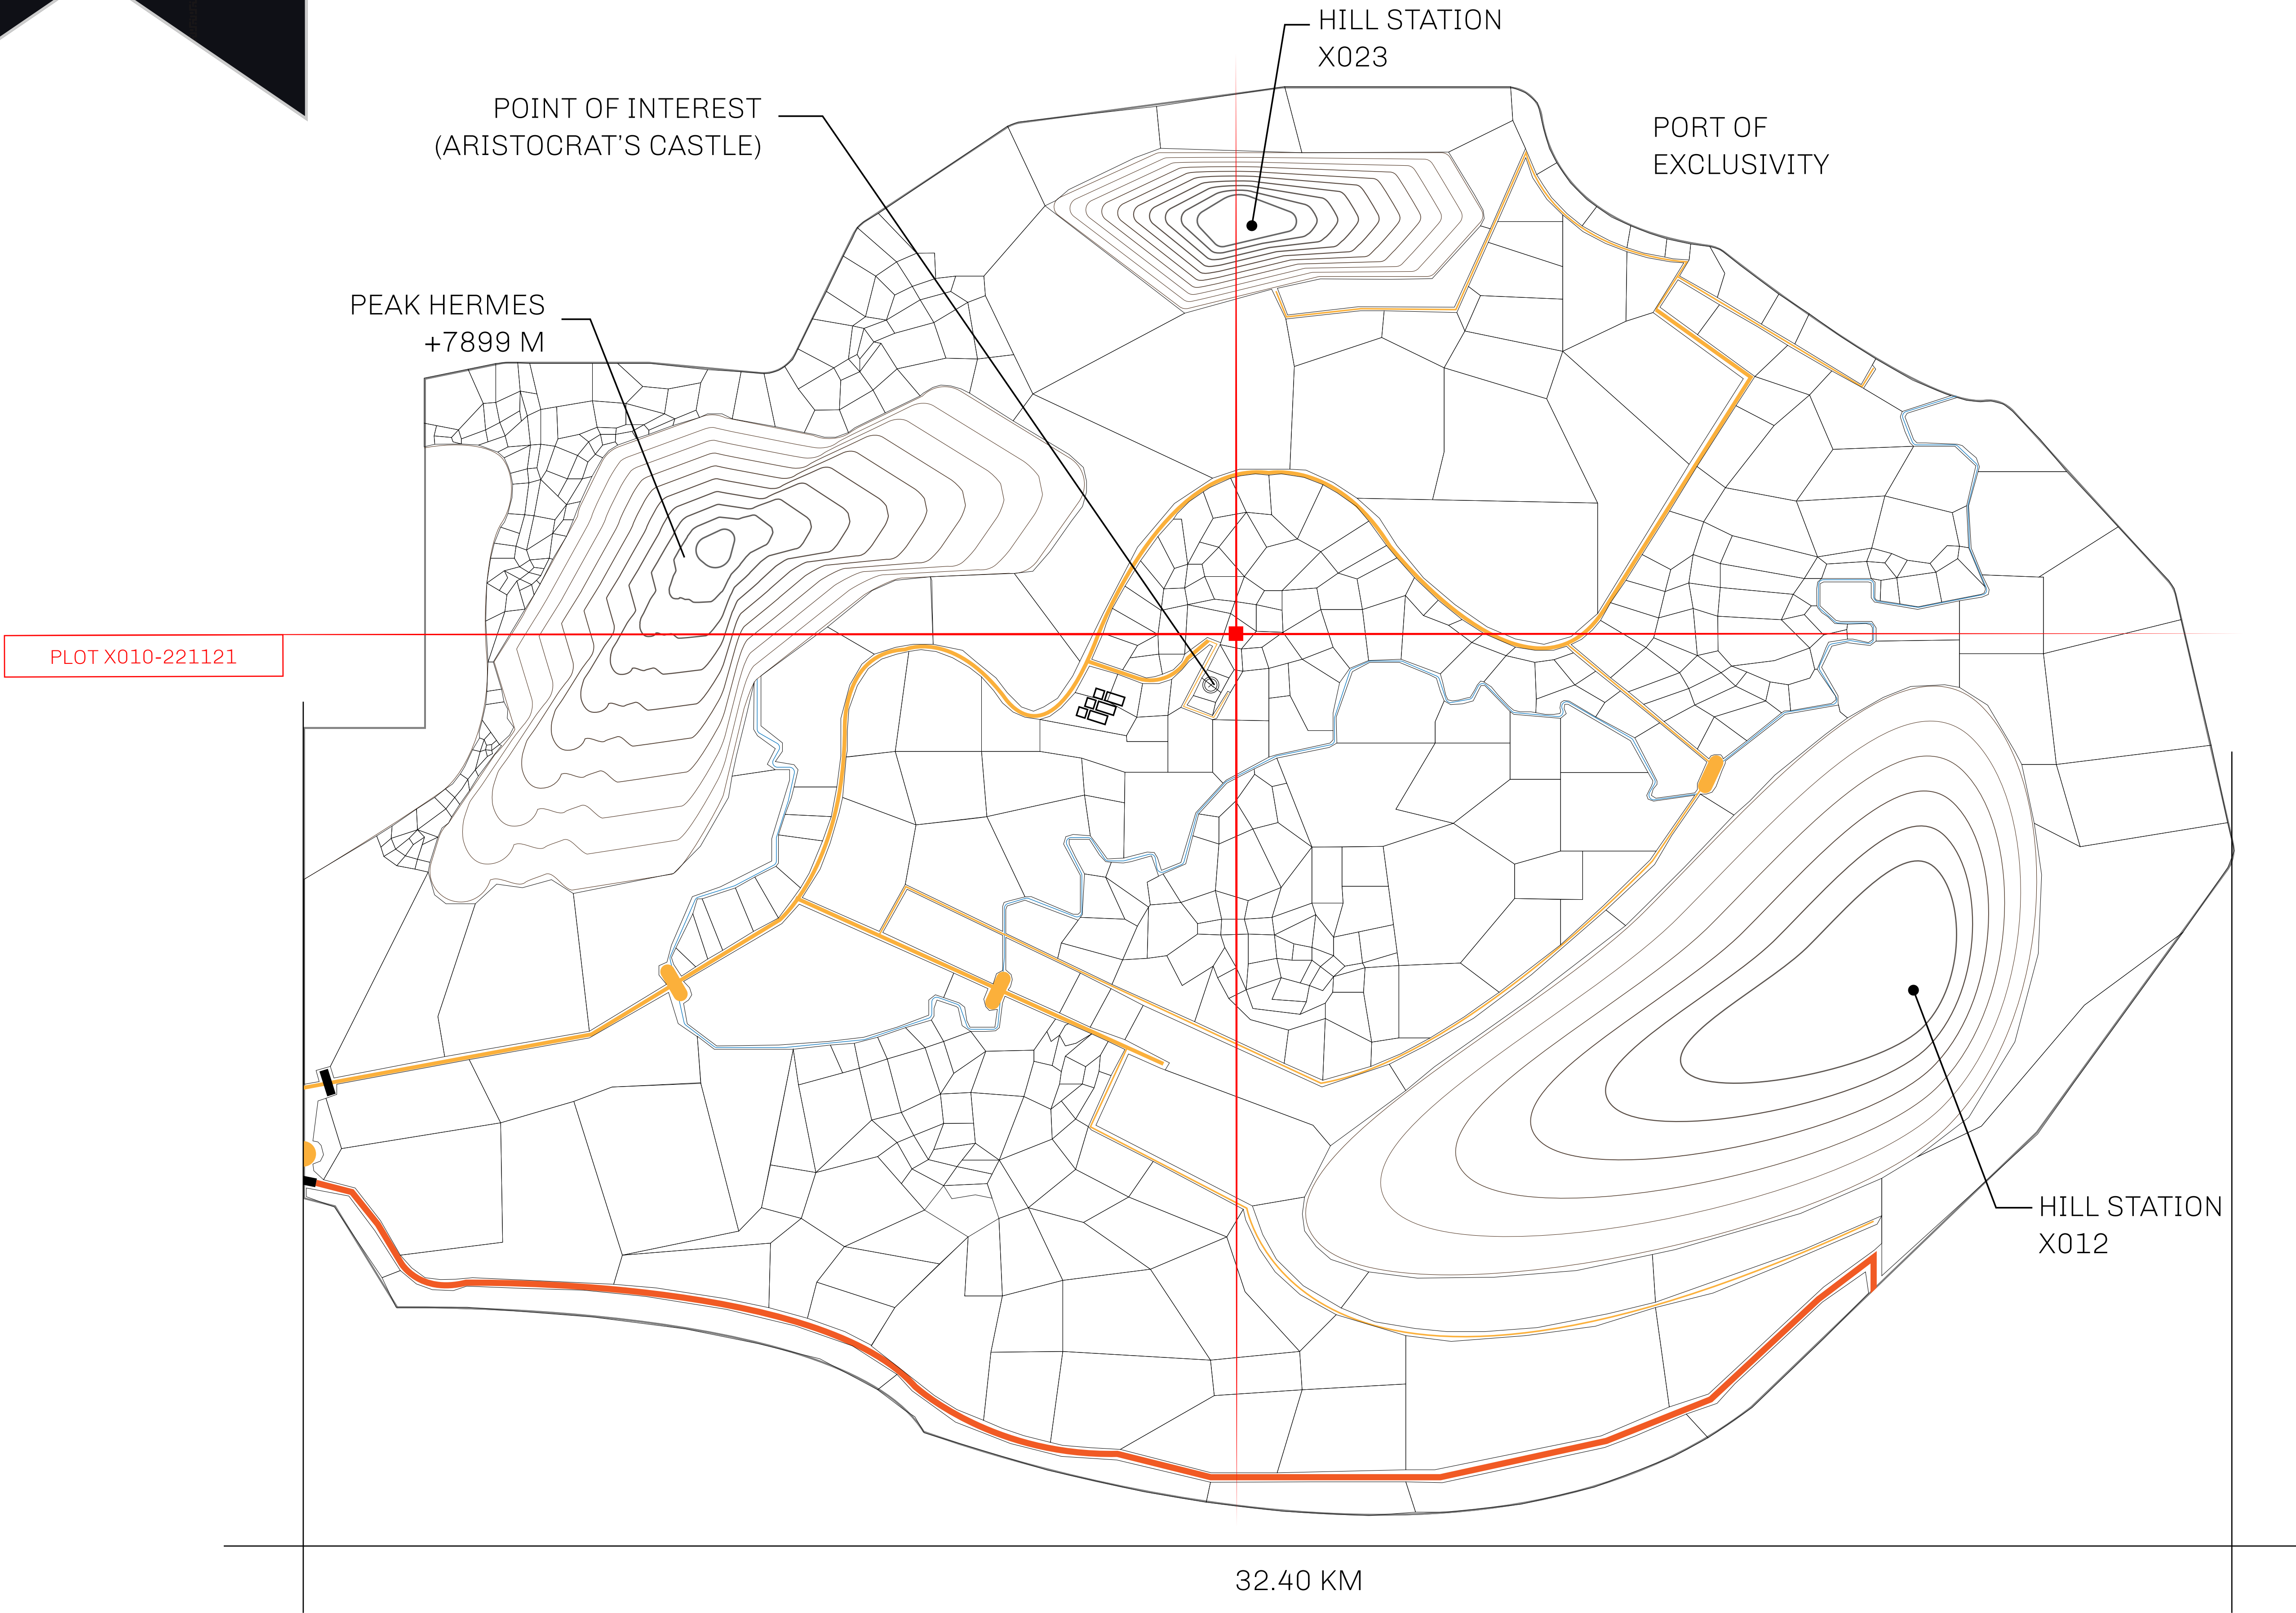 HILL STATION
X023
POINT OF INTEREST
(ARISTOCRAT'S CASTLE)
PORT OF
EXCLUSIVITY
PEAK HERMES
+7899 M
PLOT X010-221121
HILL STATION
X012
32.40 KM